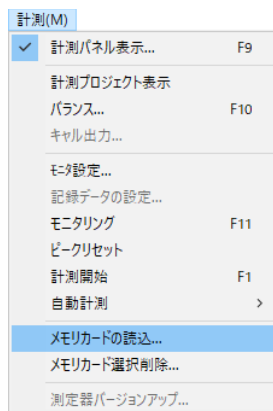 計測(M)
計測パネル表示... F9
計測プロジェクト表示
バランス... F10
キャル出力...
ﾓﾆﾀ設定...
記録データの設定...
モニタリング F11
ピークリセット
計測開始 F1
自動計測
メモリカードの読込...
メモリカード選択削除...
測定器バージョンアップ...